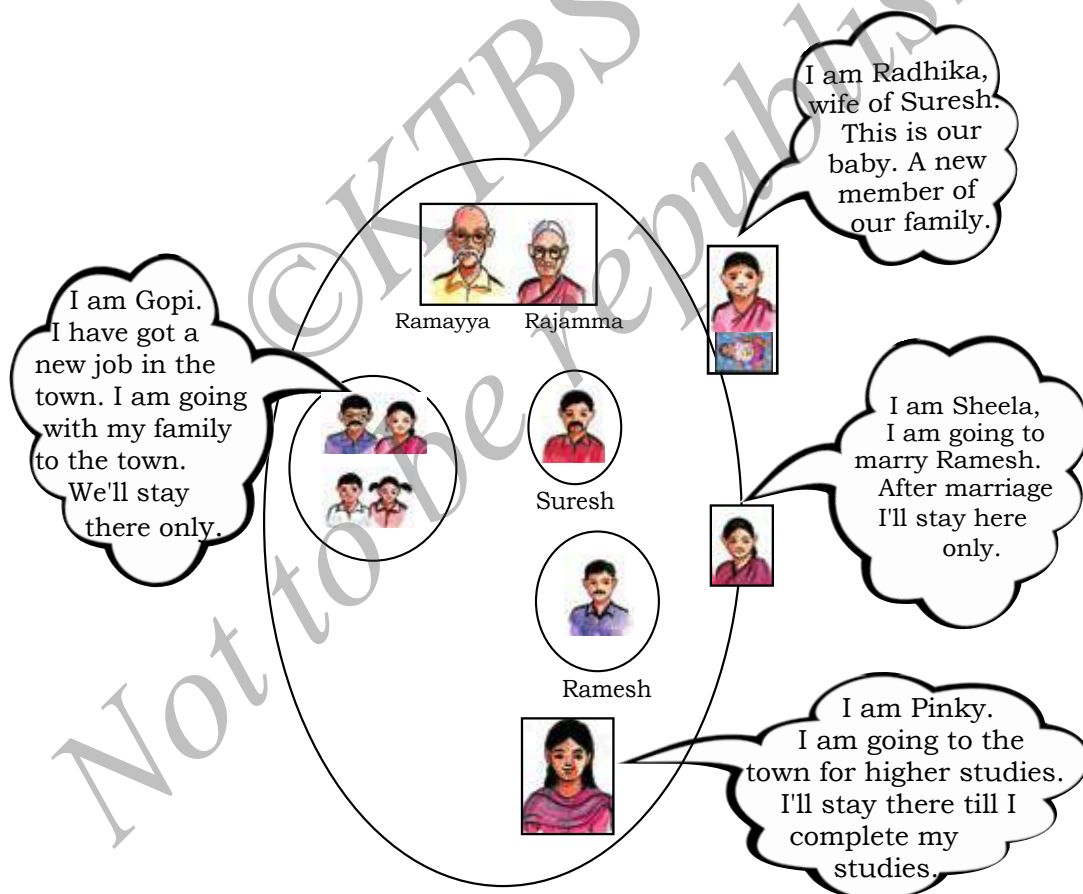 ©KTBS
Not to be republis
I am Radhika,
wife of Suresh.
This is our
baby. A new
member of
our family.
Ramayya Rajamma
I am Gopi.
I have got a
new job in the
town. I am going
with my family
to the town.
We'll stay
there only.
Suresh
I am Sheela,
I am going to
marry Ramesh.
After marriage
I'll stay here
only.
Ramesh
I am Pinky.
I am going to the
town for higher studies.
I'll stay there till I
complete my
studies.